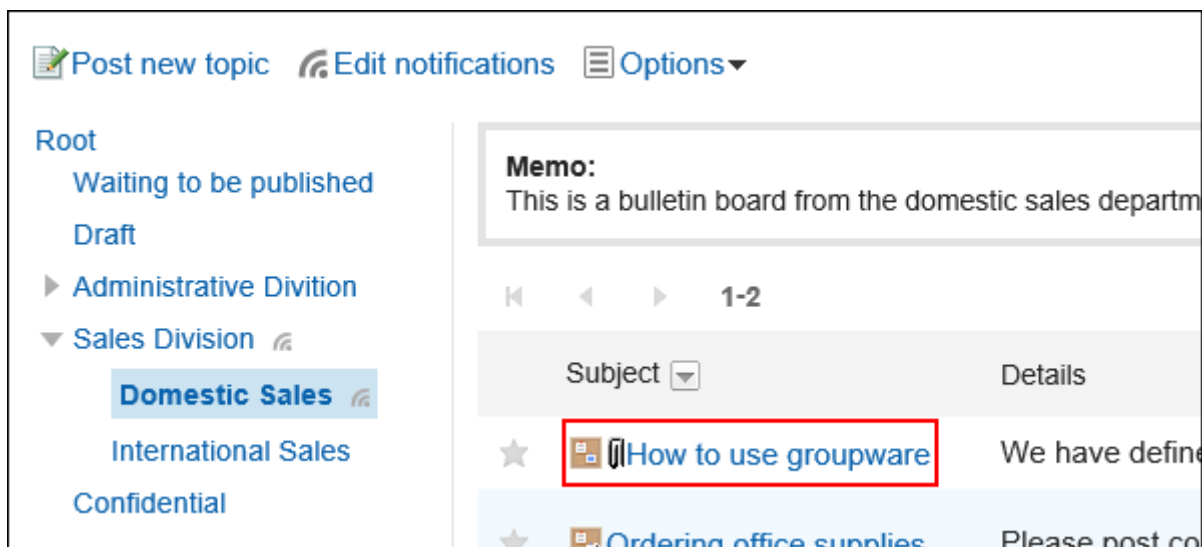 Post new topic Edit notifications Options
Root
Waiting to be published
Draft
Administrative Divition
Sales Division
Domestic Sales
International Sales
Confidential
Memo:
This is a bulletin board from the domestic sales departm
1-2
Subject Details
How to use groupware We have define
Ordering office supplies Please post co